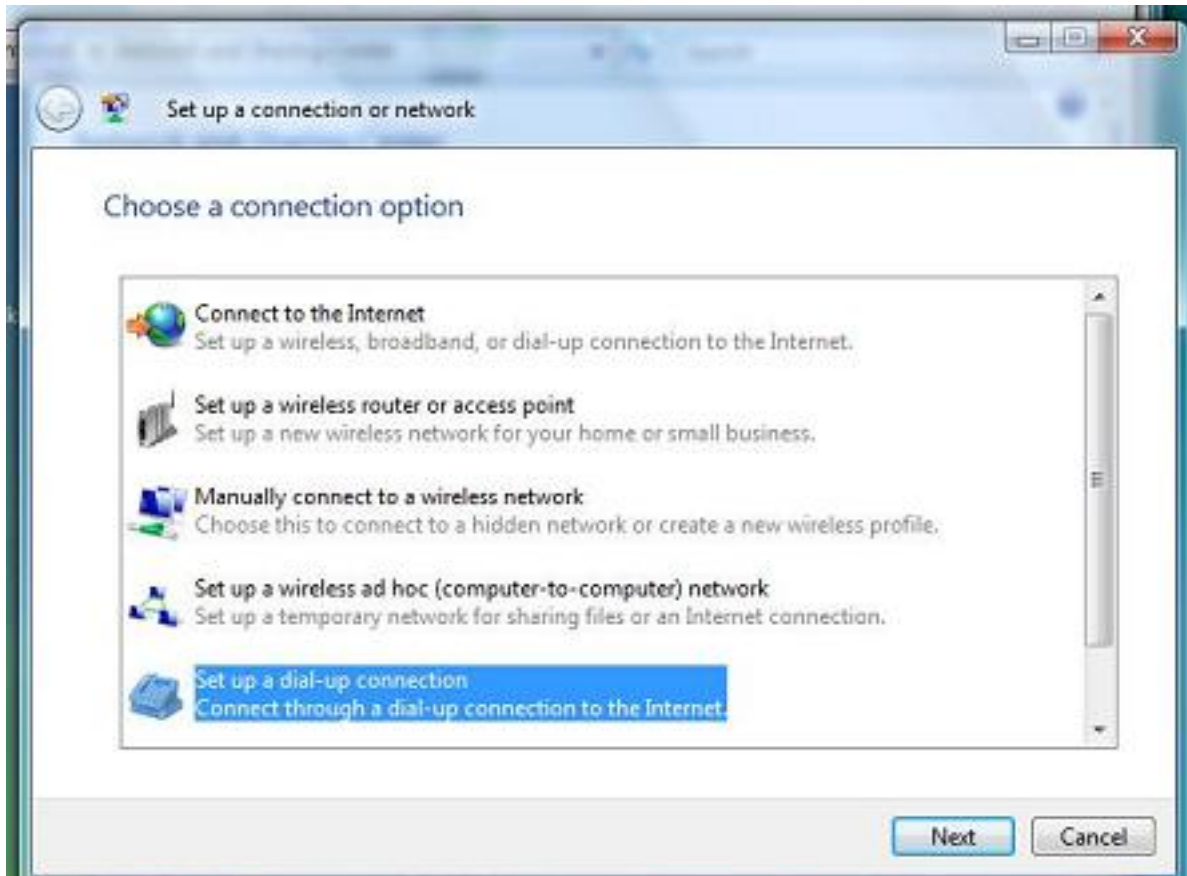 Set up a connection or network
Choose a connection option
Connect to the Internet
Set up a wireless, broadband, or dial-up connection to the Internet.
Set up a wireless router or access point
Set up a new wireless network for your home or small business.
Manually connect to a wireless network
Choose this to connect to a hidden network or create a new wireless profile.
Set up a wireless ad hoc (computer-to-computer) network
Set up a temporary network for sharing files or an Internet connection.
Set up a dial-up connection
Connect through a dial-up connection to the Internet.
Next
Cancel